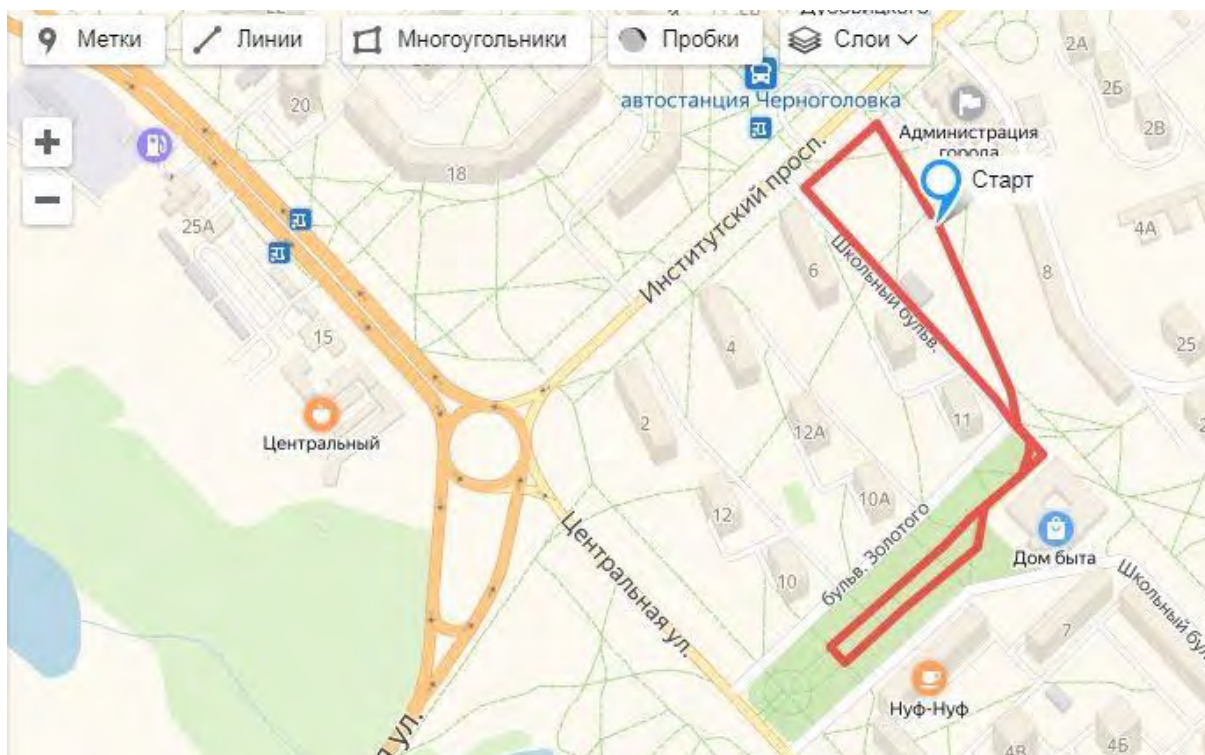 Метки
Линии
Многоугольники
Пробки
Слои
2А
20
автостанция Черноголовка
2Б
Администрация
города
2В
18
Старт
Институтский просп.
25А
4А
6
8
Школьный бульв.
15
4
25
Центральный
2
12А
11
10А
12
бульв. Золотого
Центральная ул.
Дом быта
10
Школьный бул
7
Нуф-Нуф
ул.
4В
4Б